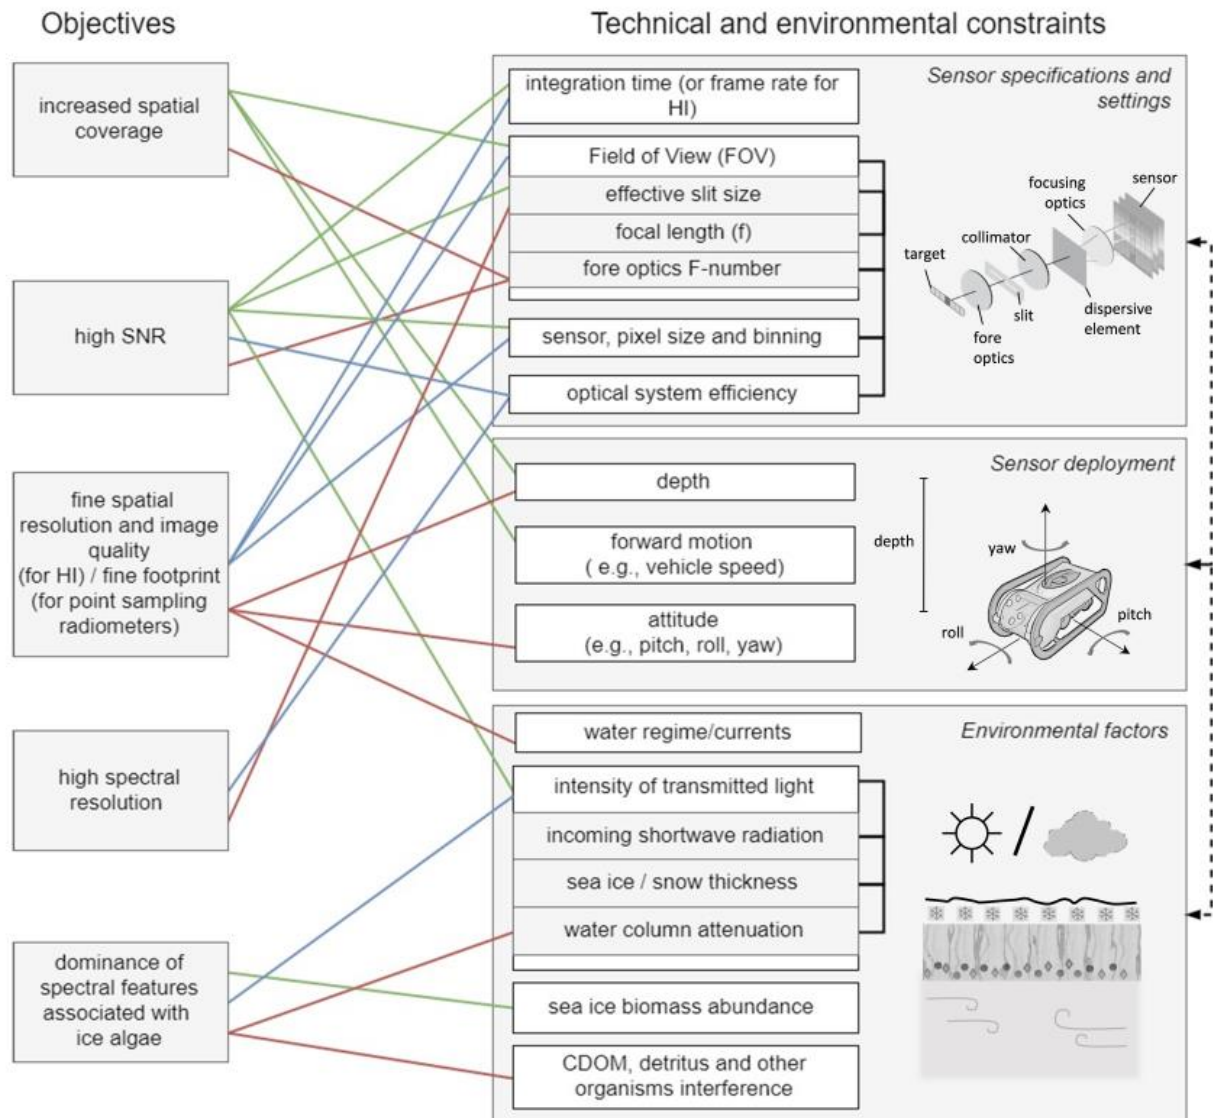 Objectives
Technical and environmental constraints
increased spatial
coverage
high SNR
fine spatial
resolution and image
quality
(for HI) / fine footprint
(for point sampling
radiometers)
high spectral
resolution
dominance of
spectral features
associated with
ice algae
Sensor specifications and
settings
integration time (or frame rate for
HI)
Field of View (FOV)
effective slit size
focal length (f)
fore optics F-number
sensor, pixel size and binning
optical system efficiency
target
fore
optics
slit
collimator
dispersive
element
focusing
optics
sensor
Sensor deployment
depth
forward motion
( e.g., vehicle speed)
attitude
(e.g., pitch, roll, yaw)
depth
yaw
roll
pitch
Environmental factors
water regime/currents
intensity of transmitted light
incoming shortwave radiation
sea ice / snow thickness
water column attenuation
sea ice biomass abundance
CDOM, detritus and other
organisms interference